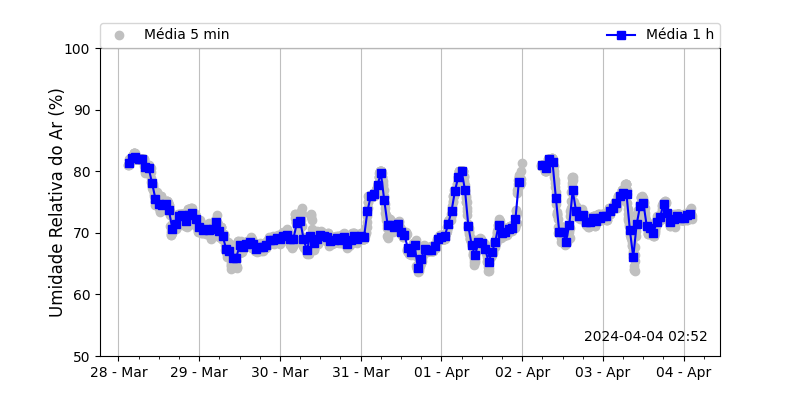 Média 5 min
Média 1 h
Umidade Relativa do Ar (%)
100
90
80
70
60
50
2024-04-04 02:52
28 - Mar
29 - Mar
30 - Mar
31 - Mar
01 - Apr
02 - Apr
03 - Apr
04 - Apr